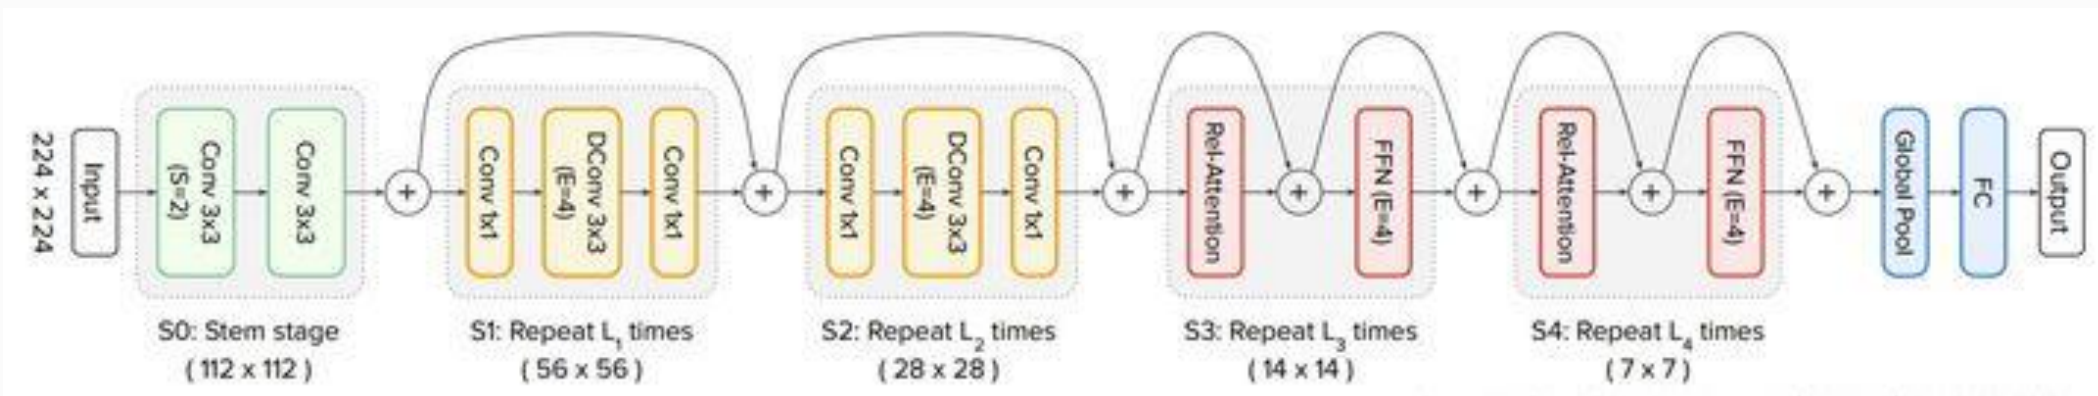 224 x 224
Input
Conv 3x3
(S=2)
Conv 3x3
+
Conv 1x1
DConv 3x3
(E=4)
Conv 1x1
+
Conv 1x1
DConv 3x3
(E=4)
Conv 1x1
+
Rel-Attention
+
FFN (E=4)
+
Rel-Attention
+
FFN (E=4)
+
Global Pool
FC
Output
S0: Stem stage
( 112 x 112 )
S1: Repeat L₁ times
( 56 x 56 )
S2: Repeat L₂ times
( 28 x 28 )
S3: Repeat L₃ times
( 14 x 14 )
S4: Repeat L₄ times
( 7 x 7 )